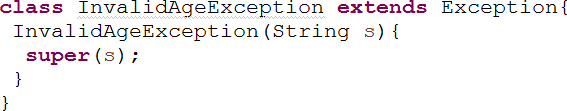 class InvalidAgeException extends Exception{
 InvalidAgeException(String s){
  super(s);
 }
}